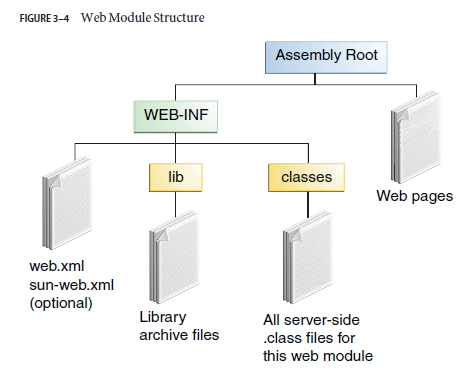 FIGURE 3–4 Web Module Structure
Assembly Root
WEB-INF
lib
classes
Web pages
web.xml
sun-web.xml
(optional)
Library
archive files
All server-side
.class files for
this web module